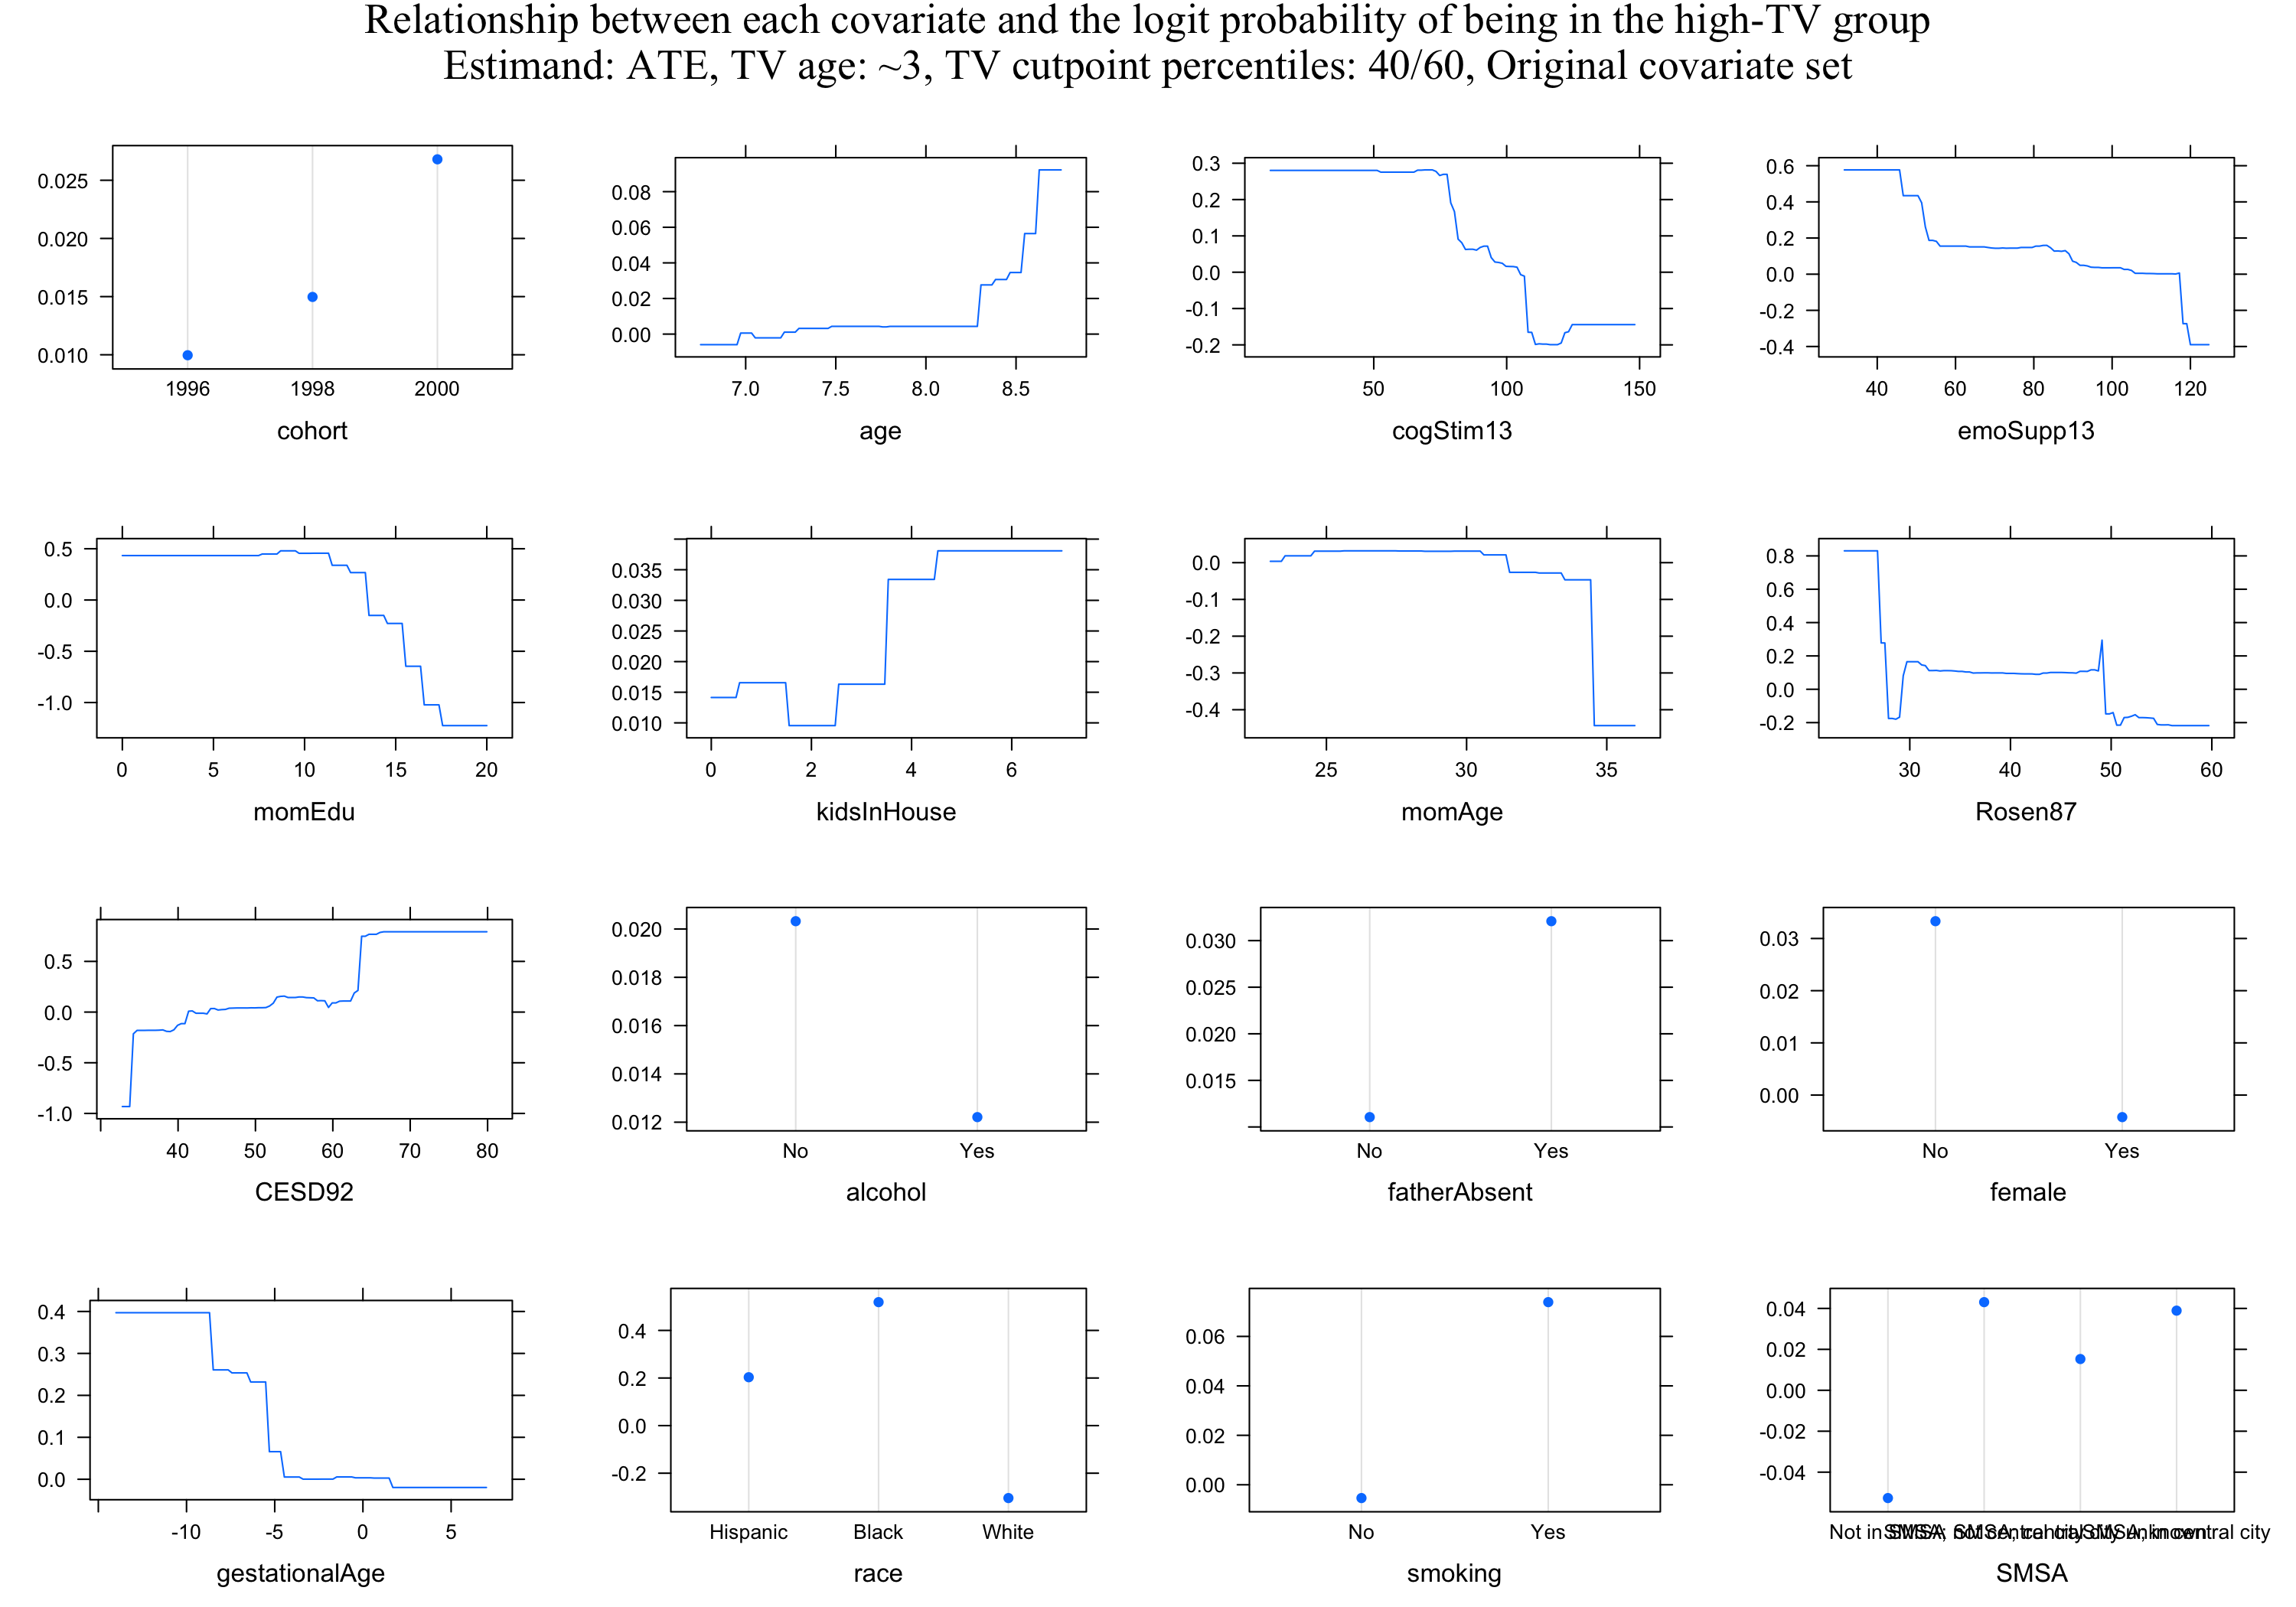 Relationship between each covariate and the logit probability of being in the high-TV group
Estimand: ATE, TV age: ~3, TV cutpoint percentiles: 40/60, Original covariate set
0.025
0.020
0.015
0.010
1996 1998 2000
cohort
0.08
0.06
0.04
0.02
0.00
7.0 7.5 8.0 8.5
age
0.3
0.2
0.1
0.0
-0.1
-0.2
50 100 150
cogStim13
0.6
0.4
0.2
0.0
-0.2
-0.4
40 60 80 100 120
emoSupp13
0.5
0.0
-0.5
-1.0
0 5 10 15 20
momEdu
0.035
0.030
0.025
0.020
0.015
0.010
0 2 4 6
kidsInHouse
0.0
-0.1
-0.2
-0.3
-0.4
25 30 35
momAge
0.8
0.6
0.4
0.2
0.0
-0.2
30 40 50 60
Rosen87
0.5
0.0
-0.5
-1.0
40 50 60 70 80
CESD92
0.020
0.018
0.016
0.014
0.012
No Yes
alcohol
0.030
0.025
0.020
0.015
No Yes
fatherAbsent
0.03
0.02
0.01
0.00
No Yes
female
0.4
0.3
0.2
0.1
0.0
-10 -5 0 5
gestationalAge
0.4
0.2
0.0
-0.2
Hispanic Black White
race
0.06
0.04
0.02
0.00
No Yes
smoking
0.04
0.02
0.00
-0.02
-0.04
Not in
central city
SMSA